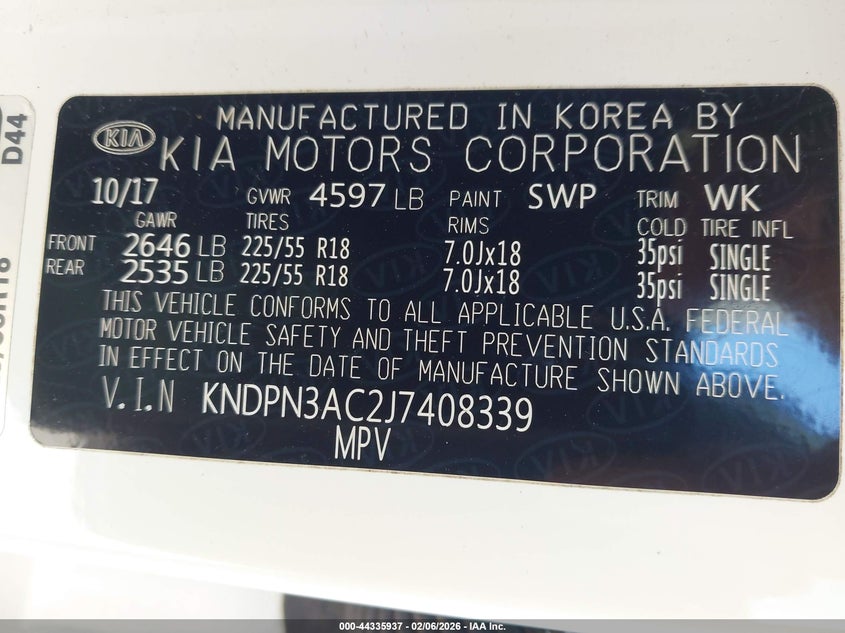 MANUFACTURED IN KOREA BY
KIA KIA MOTORS CORPORATION
10/17 GVWR 4597 LB PAINT SWP TRIM WK
GAWR TIRES RIMS COLD TIRE INFL
FRONT 2646 LB 225/55 R18 7.0Jx18 35psi SINGLE
REAR 2535 LB 225/55 R18 7.0Jx18 35psi SINGLE
THIS VEHICLE CONFORMS TO ALL APPLICABLE U.S.A. FEDERAL
MOTOR VEHICLE SAFETY AND THEFT PREVENTION STANDARDS
IN EFFECT ON THE DATE OF MANUFACTURE SHOWN ABOVE.
V.I.N KNDPN3AC2J7408339
MPV
D44
000-44335937 - 02/06/2026 - IAA Inc.